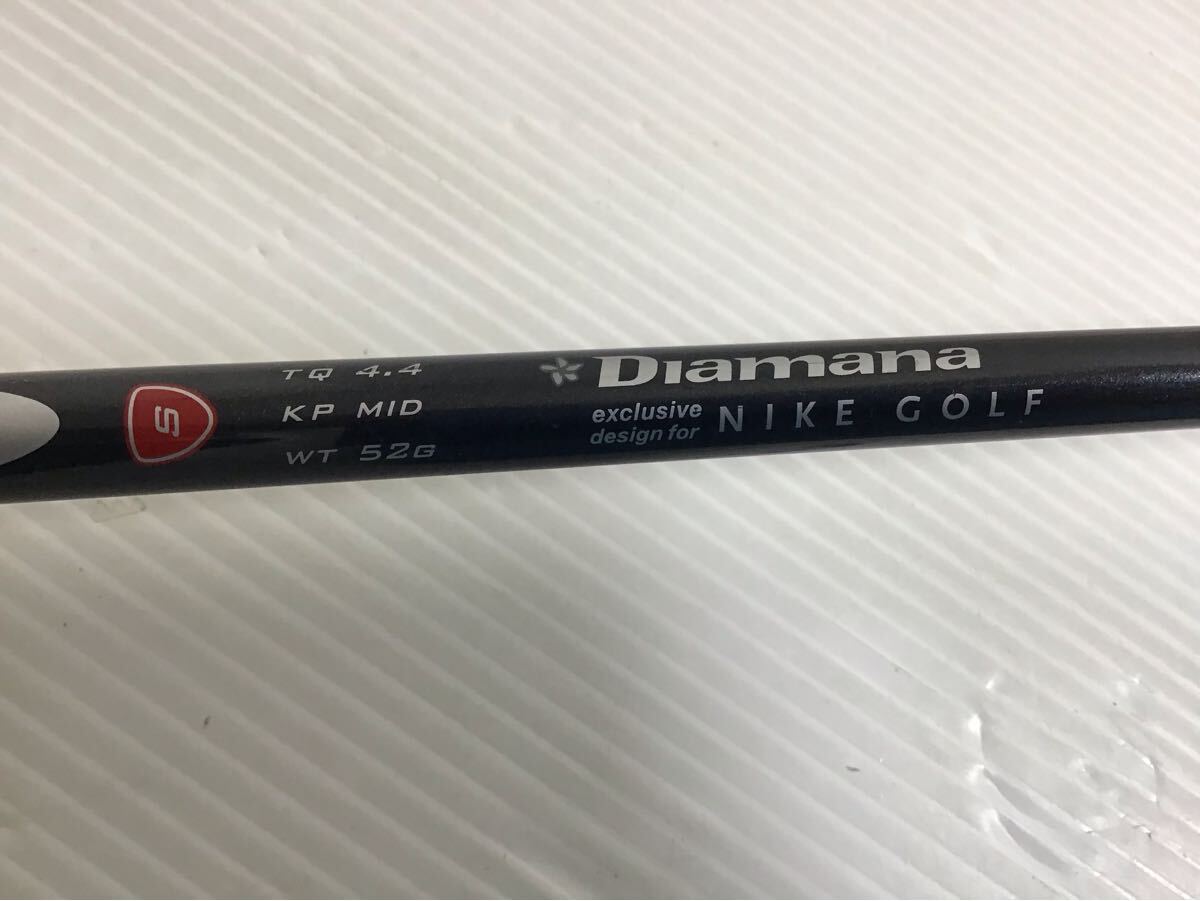 S
TQ 4.4
KP MID
WT 52G
Diamana
exclusive
design for
NIKE GOLF